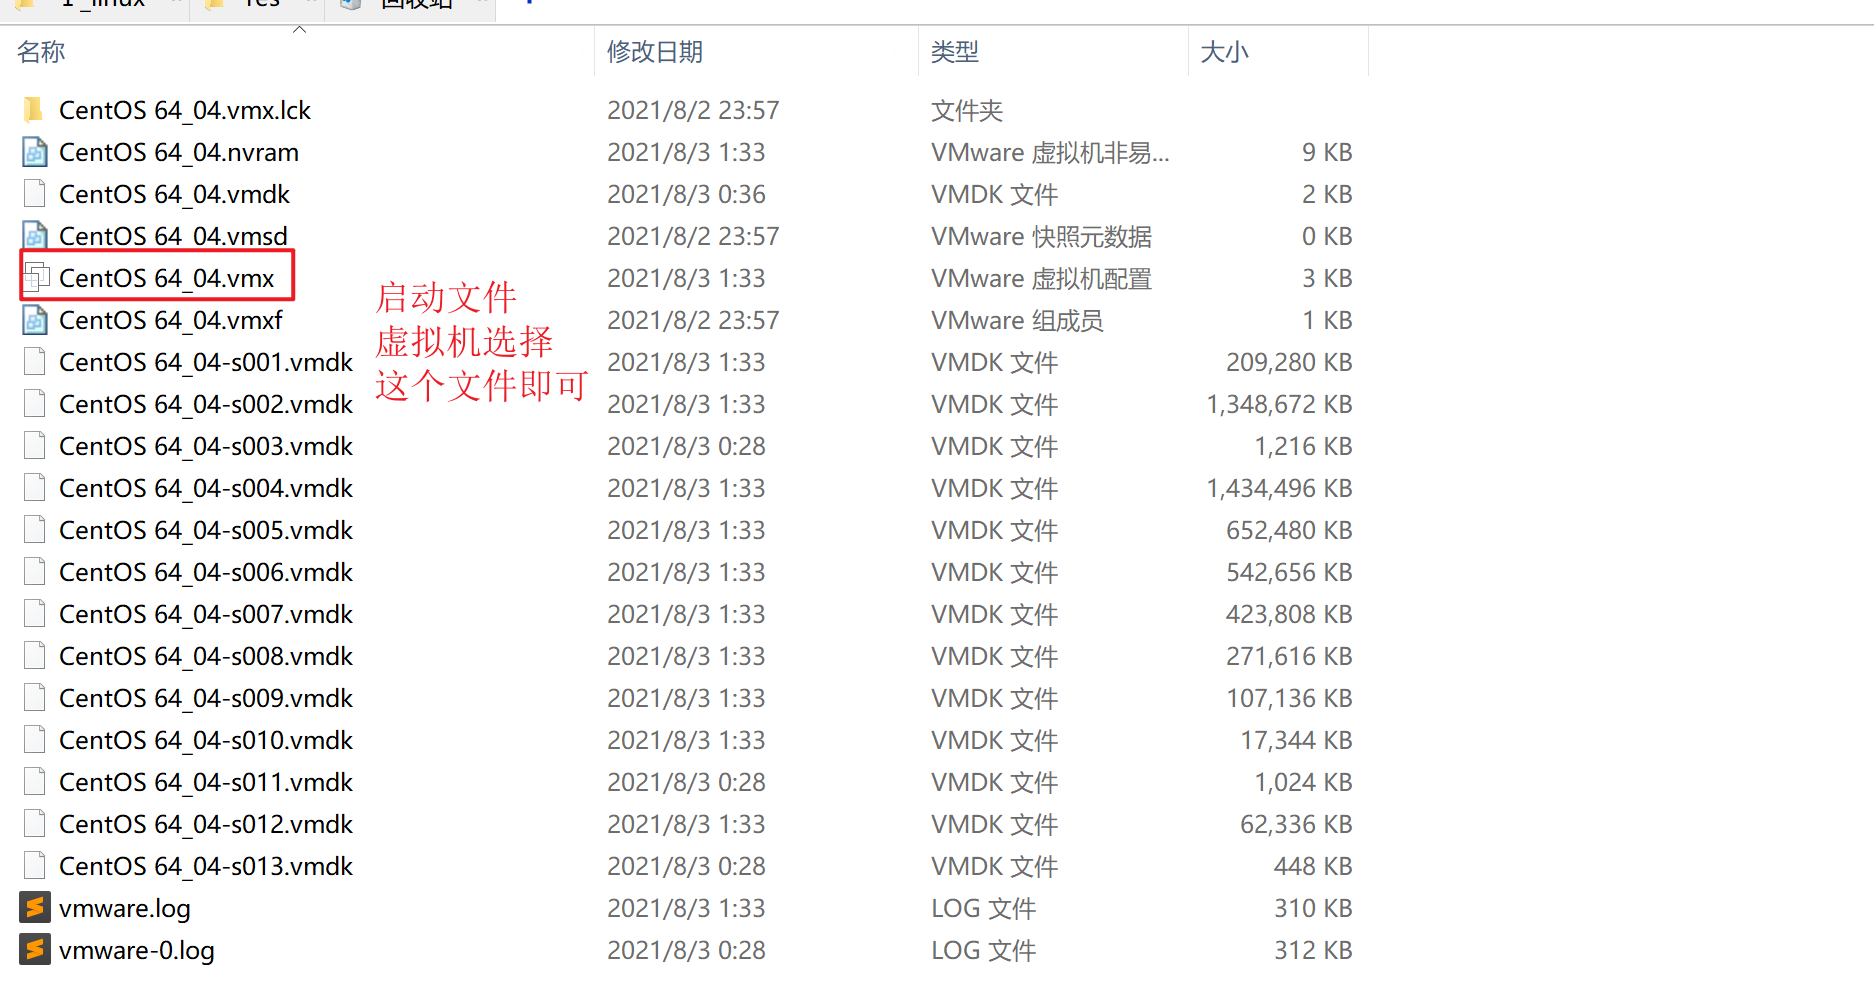 1_linux res 回收站
名称 修改日期 类型 大小
CentOS 64_04.vmx.lck 2021/8/2 23:57 文件夹
CentOS 64_04.nvram 2021/8/3 1:33 VMware 虚拟机非易... 9 KB
CentOS 64_04.vmdk 2021/8/3 0:36 VMDK 文件 2 KB
CentOS 64_04.vmsd 2021/8/2 23:57 VMware 快照元数据 0 KB
CentOS 64_04.vmx 2021/8/3 1:33 VMware 虚拟机配置 3 KB
启动文件
CentOS 64_04.vmxf 2021/8/2 23:57 VMware 组成员 1 KB
虚拟机选择
CentOS 64_04-s001.vmdk 2021/8/3 1:33 VMDK 文件 209,280 KB
这个文件即可
CentOS 64_04-s002.vmdk 2021/8/3 1:33 VMDK 文件 1,348,672 KB
CentOS 64_04-s003.vmdk 2021/8/3 0:28 VMDK 文件 1,216 KB
CentOS 64_04-s004.vmdk 2021/8/3 1:33 VMDK 文件 1,434,496 KB
CentOS 64_04-s005.vmdk 2021/8/3 1:33 VMDK 文件 652,480 KB
CentOS 64_04-s006.vmdk 2021/8/3 1:33 VMDK 文件 542,656 KB
CentOS 64_04-s007.vmdk 2021/8/3 1:33 VMDK 文件 423,808 KB
CentOS 64_04-s008.vmdk 2021/8/3 1:33 VMDK 文件 271,616 KB
CentOS 64_04-s009.vmdk 2021/8/3 1:33 VMDK 文件 107,136 KB
CentOS 64_04-s010.vmdk 2021/8/3 1:33 VMDK 文件 17,344 KB
CentOS 64_04-s011.vmdk 2021/8/3 0:28 VMDK 文件 1,024 KB
CentOS 64_04-s012.vmdk 2021/8/3 1:33 VMDK 文件 62,336 KB
CentOS 64_04-s013.vmdk 2021/8/3 0:28 VMDK 文件 448 KB
vmware.log 2021/8/3 1:33 LOG 文件 310 KB
vmware-0.log 2021/8/3 0:28 LOG 文件 312 KB